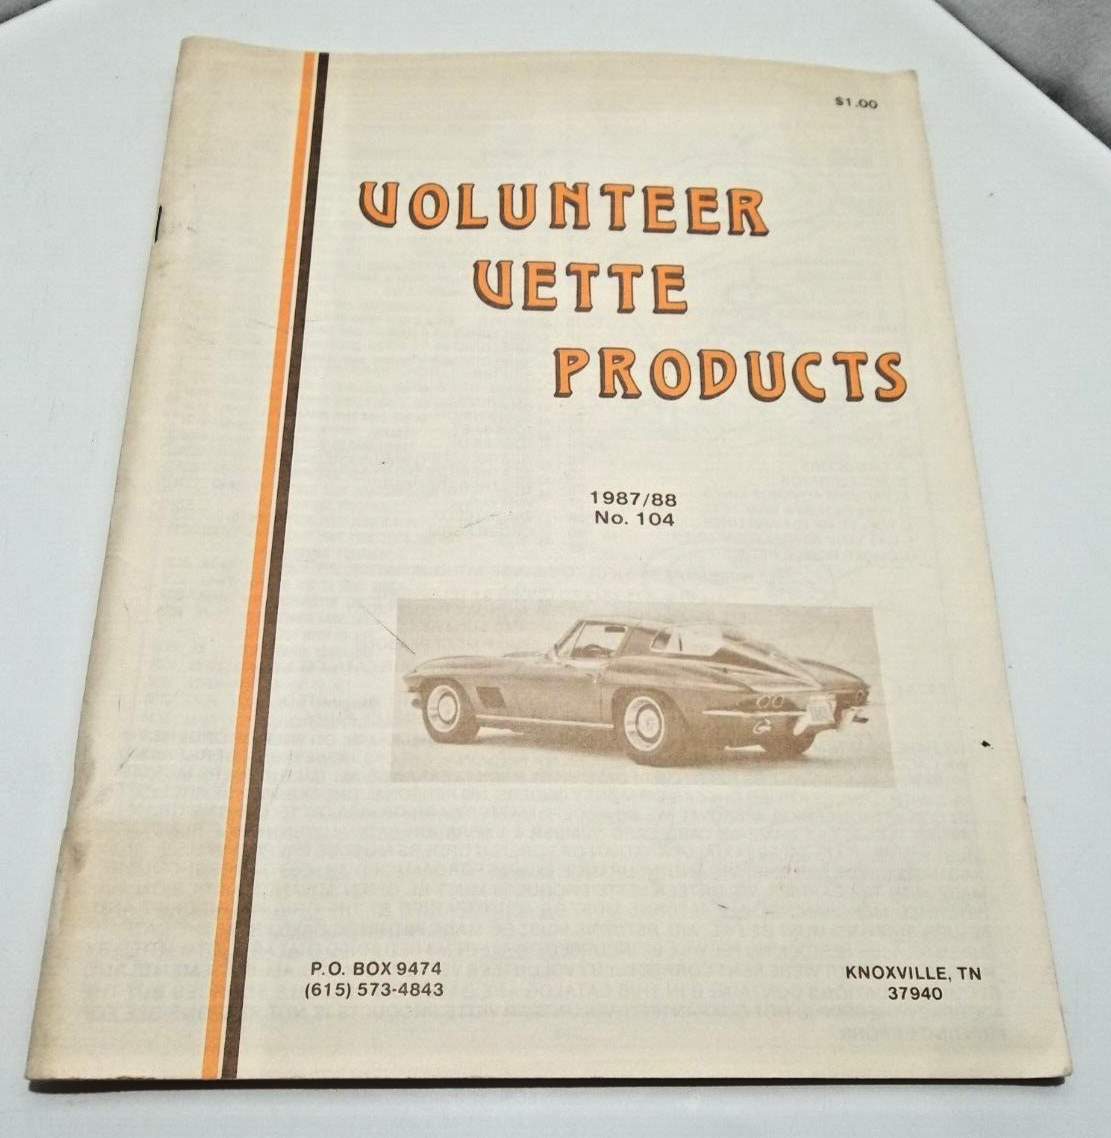 $1.00
VOLUNTEER
VETTE
PRODUCTS
1987/88
No. 104
P.O. BOX 9474
(615) 573-4843
KNOXVILLE, TN
37940